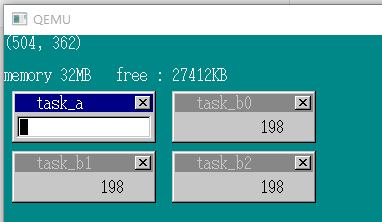 QEMU
(504, 362)
memory 32MB   free : 27412KB
task_a
task_b0
198
task_b1
198
task_b2
198